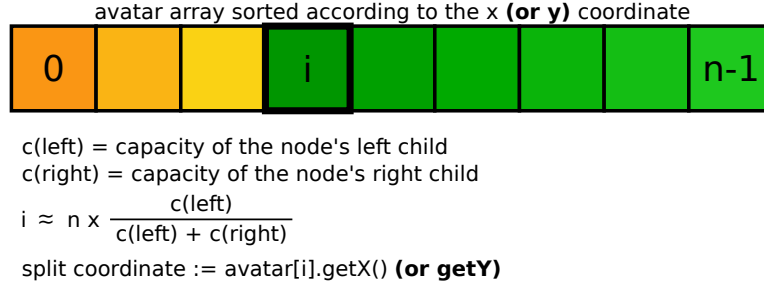 avatar array sorted according to the x (or y) coordinate
0 i n-1
c(left) = capacity of the node's left child
c(right) = capacity of the node's right child
i ≈ n x c(left) / c(left) + c(right)
split coordinate := avatar[i].getX() (or getY)